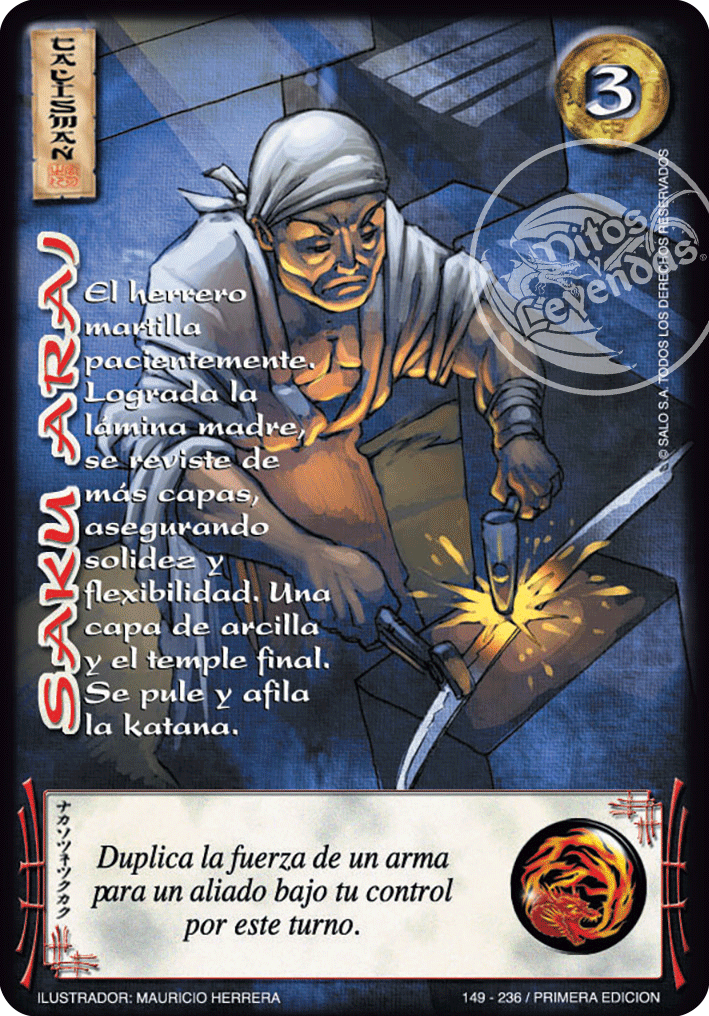 TALISMAN
3
Mitos
y
Leyendas
©
© SALO S.A. TODOS LOS DERECHOS RESERVADOS
SAKU ARAJ
El herrero
martilla
pacientemente.
Lograda la
lámina madre,
se reviste de
más capas,
asegurando
solidez y
flexibilidad. Una
capa de arcilla
y el temple final.
Se pule y afila
la katana.
ナカソツネツクカク
Duplica la fuerza de un arma
para un aliado bajo tu control
por este turno.
ILUSTRADOR: MAURICIO HERRERA
149 - 236 / PRIMERA EDICION